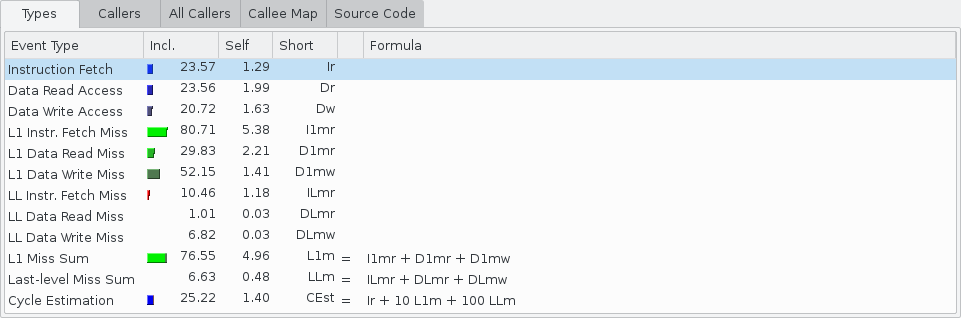 Types Callers All Callers Callee Map Source Code
Event Type Incl. Self Short Formula
Instruction Fetch 23.57 1.29 Ir
Data Read Access 23.56 1.99 Dr
Data Write Access 20.72 1.63 Dw
L1 Instr. Fetch Miss 80.71 5.38 I1mr
L1 Data Read Miss 29.83 2.21 D1mr
L1 Data Write Miss 52.15 1.41 D1mw
LL Instr. Fetch Miss 10.46 1.18 ILmr
LL Data Read Miss 1.01 0.03 DLmr
LL Data Write Miss 6.82 0.03 DLmw
L1 Miss Sum 76.55 4.96 L1m = I1mr + D1mr + D1mw
Last-level Miss Sum 6.63 0.48 LLm = ILmr + DLmr + DLmw
Cycle Estimation 25.22 1.40 CEst = Ir + 10 L1m + 100 LLm